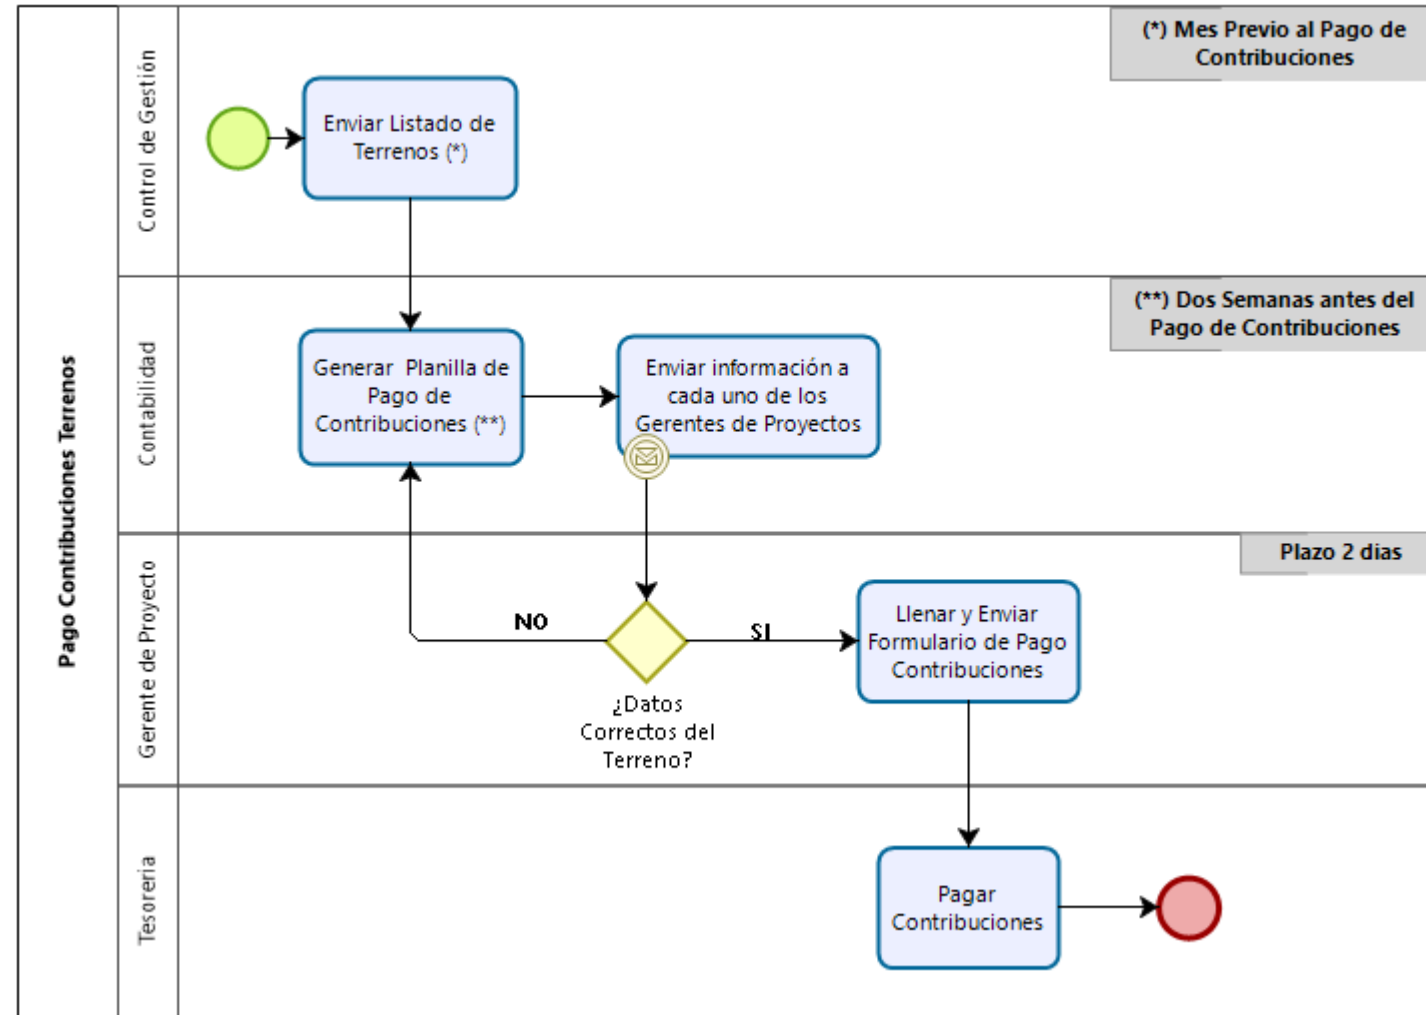 Pago Contribuciones Terrenos
Control de Gestión
(*) Mes Previo al Pago de
Contribuciones
Enviar Listado de
Terrenos (*)
Contabilidad
(**) Dos Semanas antes del
Pago de Contribuciones
Generar Planilla de
Pago de
Contribuciones (**)
Enviar información a
cada uno de los
Gerentes de Proyectos
Gerente de Proyecto
Plazo 2 dias
NO
SI
¿Datos
Correctos del
Terreno?
Llenar y Enviar
Formulario de Pago
Contribuciones
Tesoreria
Pagar
Contribuciones